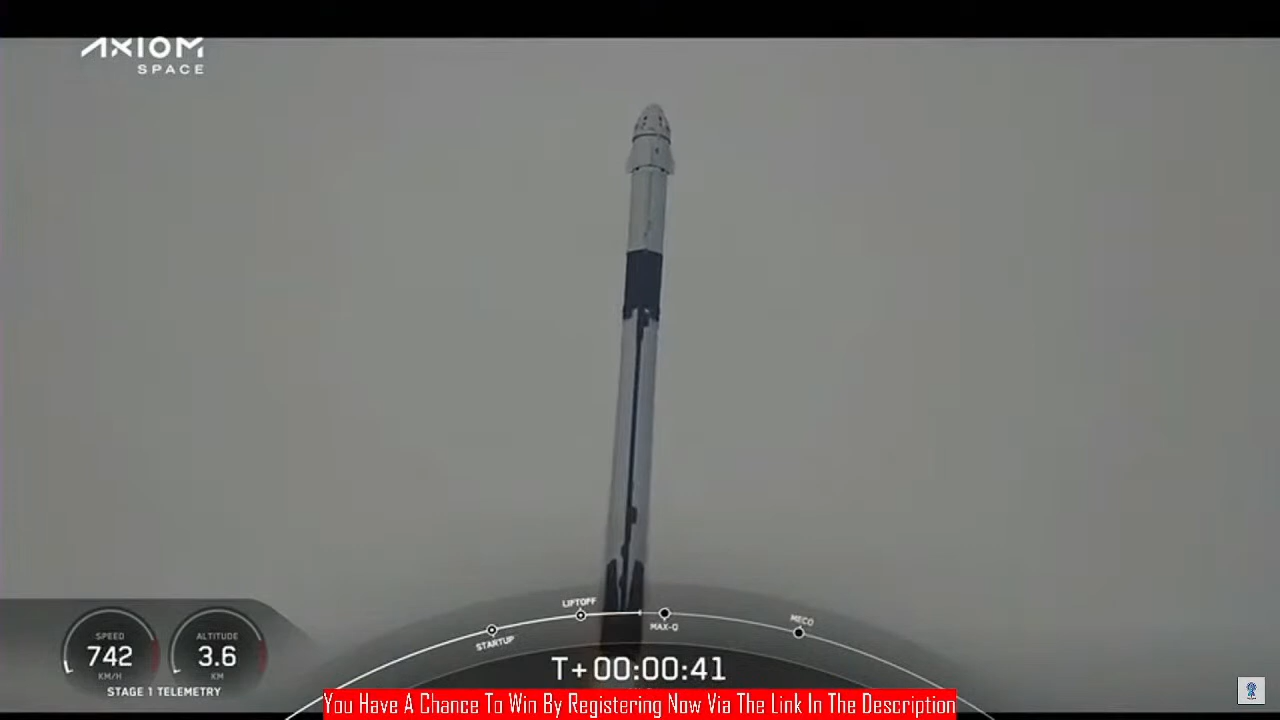 AXIOM
SPACE
LIFTOFF
STARTUP
MAX-Q
MECO
SPEED
742
KM/H
ALTITUDE
3.6
KM
STAGE 1 TELEMETRY
T+00:00:41
You Have A Chance To Win By Registering Now Via The Link In The Description